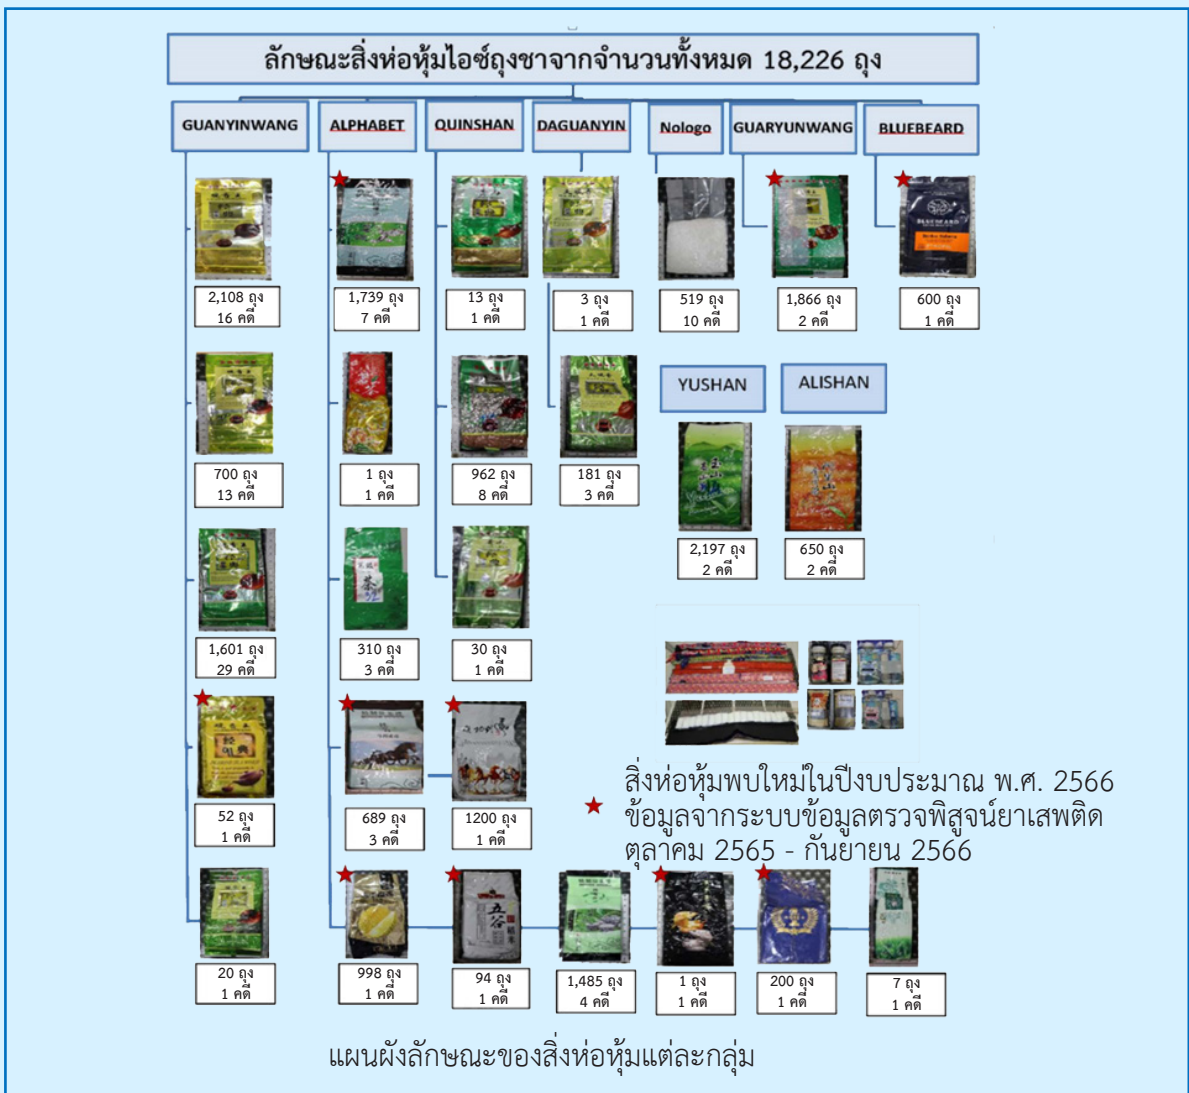 ลักษณะสิ่งห่อหุ้มไอซ์ถุงชาจากจำนวนทั้งหมด 18,226 ถุง
GUANYINWANG
ALPHABET
QUINSHAN
DAGUANYIN
Nologo
GUARYUNWANG
BLUEBEARD
BLUEBEARD
2,108 ถุง
16 คดี
1,739 ถุง
7 คดี
13 ถุง
1 คดี
3 ถุง
1 คดี
519 ถุง
10 คดี
1,866 ถุง
2 คดี
600 ถุง
1 คดี
YUSHAN
ALISHAN
700 ถุง
13 คดี
1 ถุง
1 คดี
962 ถุง
8 คดี
181 ถุง
3 คดี
2,197 ถุง
2 คดี
650 ถุง
2 คดี
茶
1,601 ถุง
29 คดี
310 ถุง
3 คดี
30 ถุง
1 คดี
52 ถุง
1 คดี
689 ถุง
3 คดี
1200 ถุง
1 คดี
สิ่งห่อหุ้มพบใหม่ในปีงบประมาณ พ.ศ. 2566
ข้อมูลจากระบบข้อมูลตรวจพิสูจน์ยาเสพติด
ตุลาคม 2565 - กันยายน 2566
五谷
20 ถุง
1 คดี
998 ถุง
1 คดี
94 ถุง
1 คดี
1,485 ถุง
4 คดี
1 ถุง
1 คดี
200 ถุง
1 คดี
7 ถุง
1 คดี
แผนผังลักษณะของสิ่งห่อหุ้มแต่ละกลุ่ม